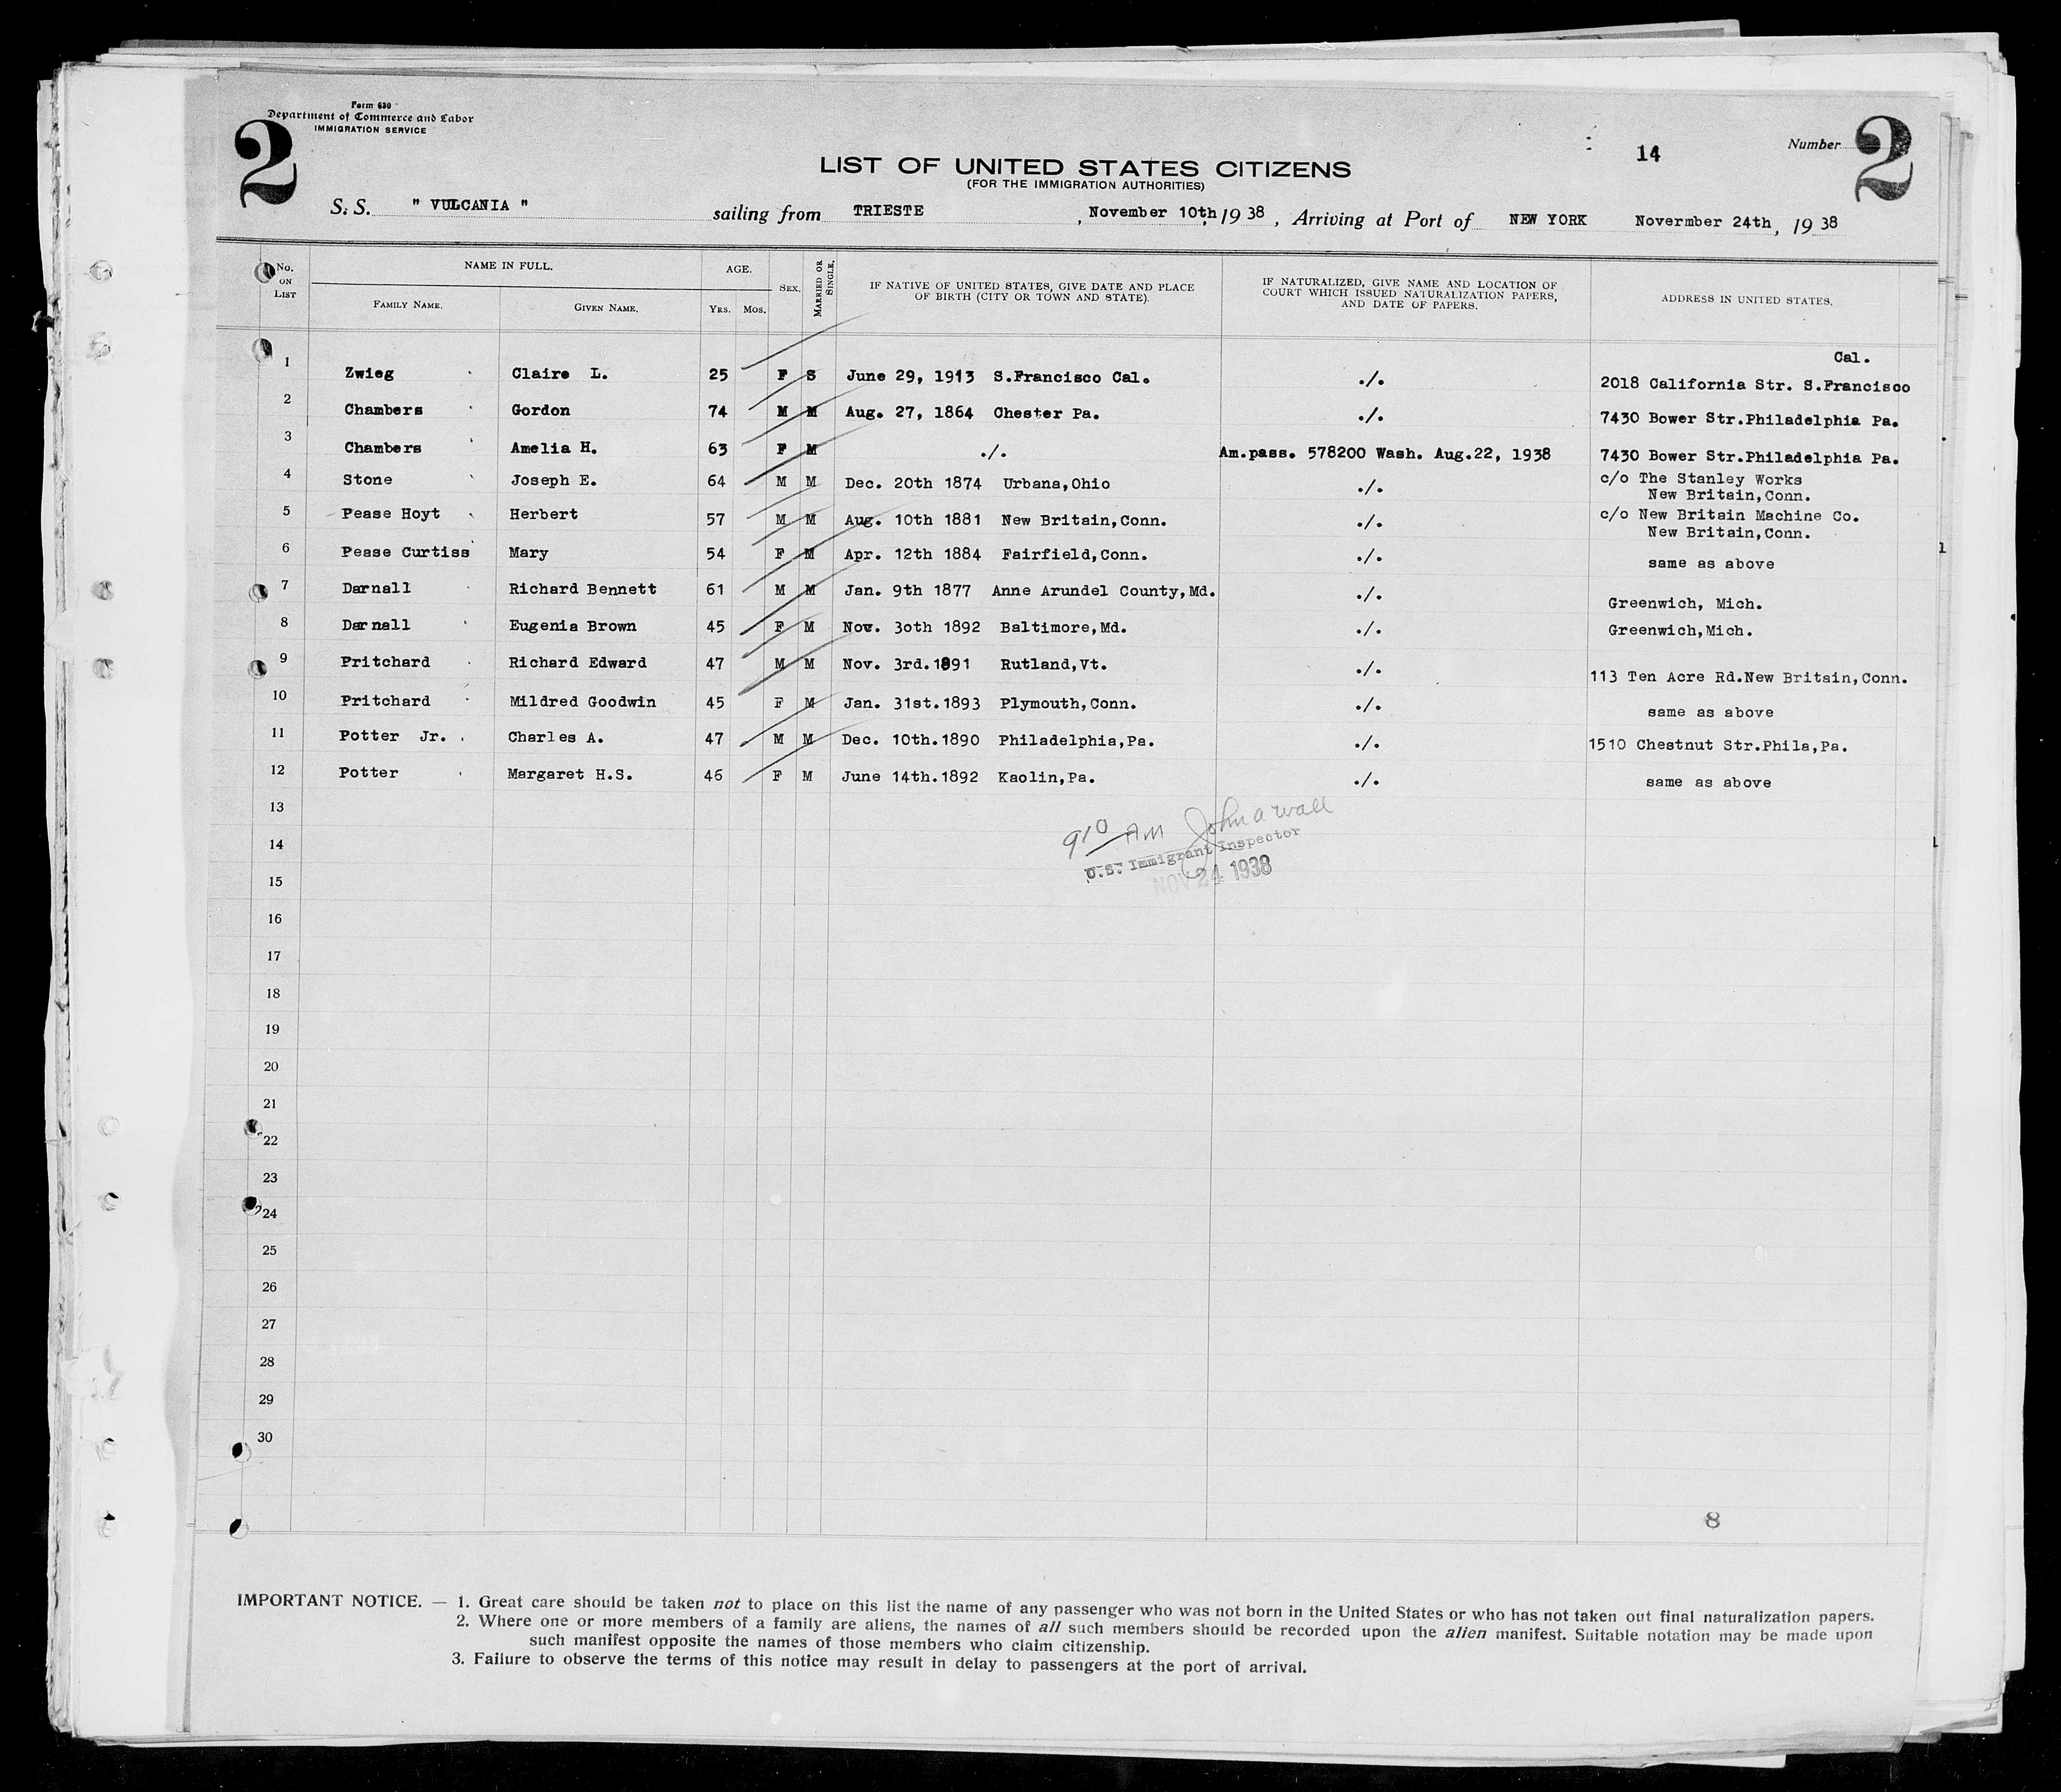 Form 630
Department of Commerce and Labor
IMMIGRATION SERVICE
2
14
Number 2
LIST OF UNITED STATES CITIZENS
(FOR THE IMMIGRATION AUTHORITIES)
S. S. " VULCANIA " sailing from TRIESTE , November 10th, 19 38 , Arriving at Port of NEW YORK Novermber 24th , 19 38
No. ON LIST
NAME IN FULL.
FAMILY NAME.
GIVEN NAME.
AGE.
YRS. MOS.
SEX.
MARRIED OR SINGLE.
IF NATIVE OF UNITED STATES, GIVE DATE AND PLACE
OF BIRTH (CITY OR TOWN AND STATE).
IF NATURALIZED, GIVE NAME AND LOCATION OF
COURT WHICH ISSUED NATURALIZATION PAPERS,
AND DATE OF PAPERS.
ADDRESS IN UNITED STATES.
Cal.
1 Zwieg Claire L. 25 F S June 29, 1913 S.Francisco Cal. ./. 2018 California Str. S.Francisco
2 Chambers Gordon 74 M M Aug. 27, 1864 Chester Pa. ./. 7430 Bower Str.Philadelphia Pa.
3 Chambers Amelia H. 63 F M ./. Am.pass. 578200 Wash. Aug.22, 1938 7430 Bower Str.Philadelphia Pa.
4 Stone Joseph E. 64 M M Dec. 20th 1874 Urbana,Ohio ./. c/o The Stanley Works
New Britain,Conn.
5 Pease Hoyt Herbert 57 M M Aug. 10th 1881 New Britain,Conn. ./. c/o New Britain Machine Co.
New Britain,Conn.
6 Pease Curtiss Mary 54 F M Apr. 12th 1884 Fairfield,Conn. ./. same as above
7 Darnall Richard Bennett 61 M M Jan. 9th 1877 Anne Arundel County,Md. ./. Greenwich, Mich.
8 Darnall Eugenia Brown 45 F M Nov. 3oth 1892 Baltimore,Md. ./. Greenwich,Mich.
9 Pritchard Richard Edward 47 M M Nov. 3rd.1891 Rutland,Vt. ./. 113 Ten Acre Rd.New Britain,Conn.
10 Pritchard Mildred Goodwin 45 F M Jan. 31st.1893 Plymouth,Conn. ./. same as above
11 Potter Jr. Charles A. 47 M M Dec. 10th.1890 Philadelphia,Pa. ./. 1510 Chestnut Str.Phila,Pa.
12 Potter Margaret H.S. 46 F M June 14th.1892 Kaolin,Pa. ./. same as above
13
910 AM John a Wall
14
U.S. Immigrant Inspector
NOV 24 1938
15
16
17
18
19
20
21
22
23
24
25
26
27
28
29
30
8
IMPORTANT NOTICE. — 1. Great care should be taken not to place on this list the name of any passenger who was not born in the United States or who has not taken out final naturalization papers.
2. Where one or more members of a family are aliens, the names of all such members should be recorded upon the alien manifest. Suitable notation may be made upon
such manifest opposite the names of those members who claim citizenship.
3. Failure to observe the terms of this notice may result in delay to passengers at the port of arrival.